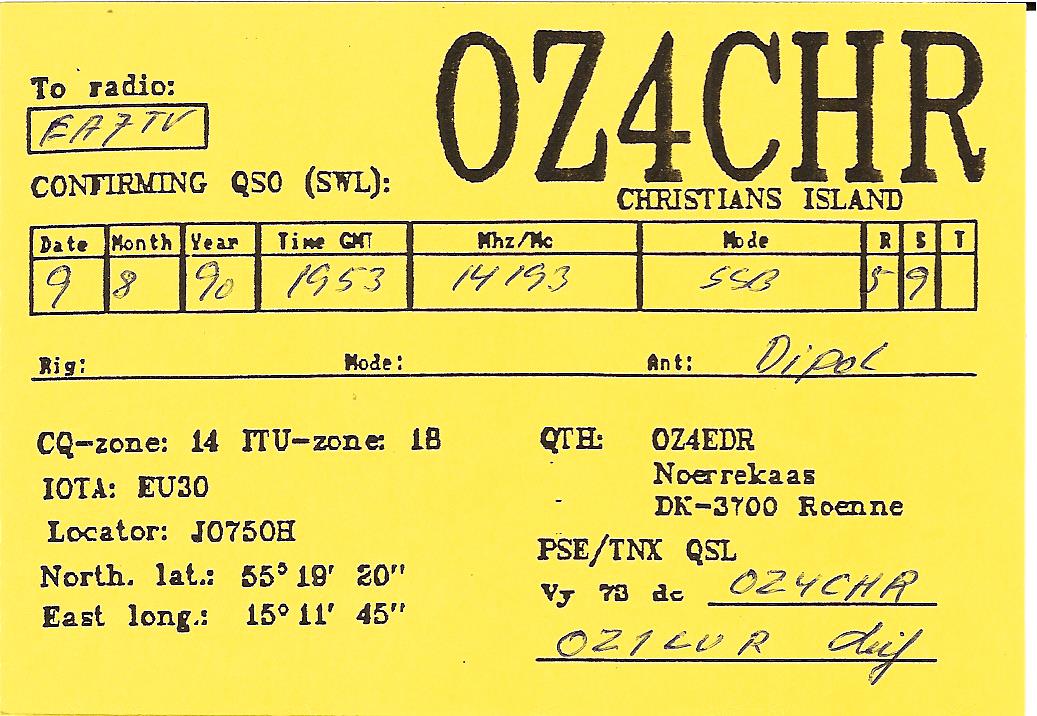 OZ4CHR
To radio:
EA7TV
CONFIRMING QSO (SWL):
CHRISTIANS ISLAND
Date Month Year Time GMT Mhz/Mc Mode R S T
9 8 90 1953 14193 SSB 5 9
Rig: Mode: Ant: Dipol
CQ-zone: 14 ITU-zone: 18
IOTA: EU30
Locator: JO75OH
North. lat.: 55° 19' 20"
East long.: 15° 11' 45"
QTH: OZ4EDR
Noerrekaas
DK-3700 Roenne
PSE/TNX QSL
Vy 73 de OZ4CHR
OZ1LUR